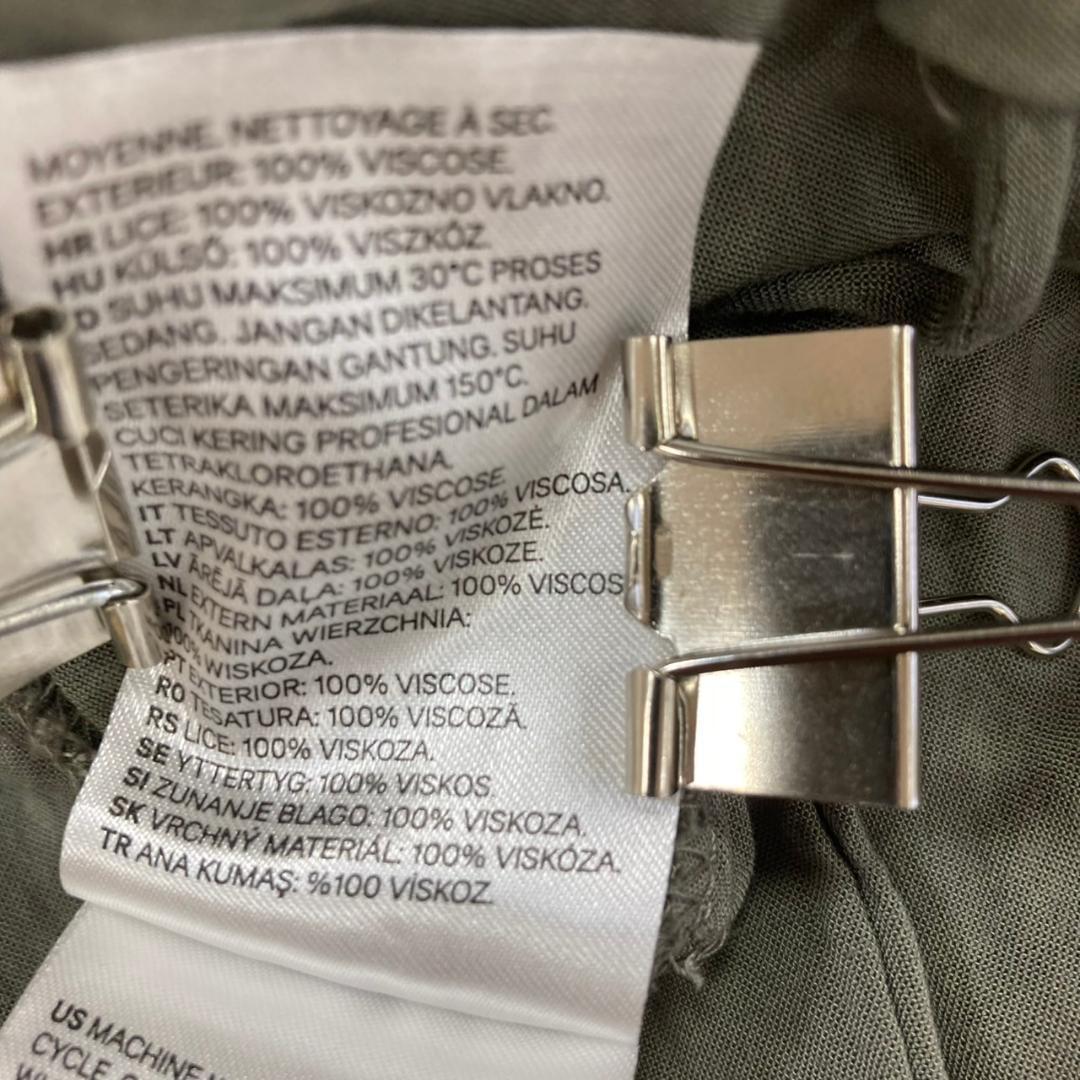 MOYENNE. NETTOYAGE À SEC
EXTERIEUR: 100% VISCOSE.
HR LICE: 100% VISKOZNO VLAKNO.
HU KÜLSŐ: 100% VISZKÓZ.
SUHU MAKSIMUM 30°C PROSES
SEDANG. JANGAN DIKELANTANG.
PENGERINGAN GANTUNG. SUHU
SETERIKA MAKSIMUM 150°C.
CUCI KERING PROFESIONAL DALAM
TETRAKLOROETHANA.
KERANGKA: 100% VISCOSE.
IT TESSUTO ESTERNO: 100% VISCOSA.
LT APVALKALAS: 100% VISKOZĖ.
LV ĀRĒJĀ DAĻA: 100% VISKOZE.
NL EXTERN MATERIAAL: 100% VISCOS
PL TKANINA WIERZCHNIA:
100% WISKOZA.
PT EXTERIOR: 100% VISCOSE.
RO TESATURA: 100% VISCOZĂ.
RS LICE: 100% VISKOZA.
SE YTTERTYG: 100% VISKOS
SI ZUNANJE BLAGO: 100% VISKOZA.
SK VRCHNÝ MATERIÁL: 100% VISKÓZA.
TR ANA KUMAŞ: %100 VİSKOZ.
US MACHINE
CYCLE.